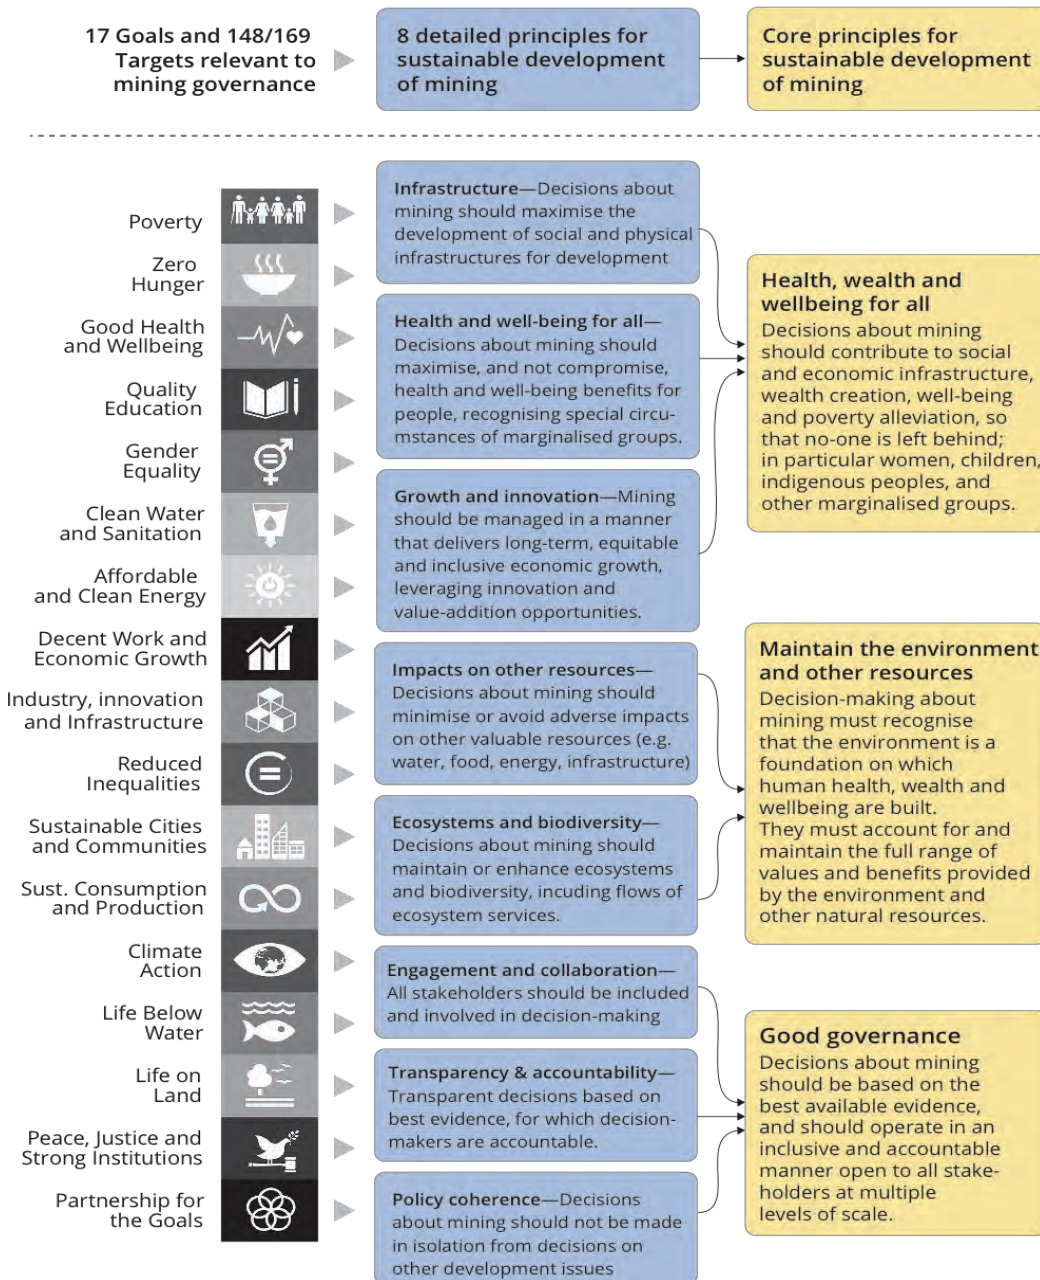 17 Goals and 148/169
Targets relevant to
mining governance
8 detailed principles for
sustainable development
of mining
Core principles for
sustainable development
of mining
Poverty
Zero
Hunger
Good Health
and Wellbeing
Quality
Education
Gender
Equality
Clean Water
and Sanitation
Affordable
and Clean Energy
Decent Work and
Economic Growth
Industry, innovation
and Infrastructure
Reduced
Inequalities
Sustainable Cities
and Communities
Sust. Consumption
and Production
Climate
Action
Life Below
Water
Life on
Land
Peace, Justice and
Strong Institutions
Partnership for
the Goals
Infrastructure—Decisions about
mining should maximise the
development of social and physical
infrastructures for development
Health and well-being for all—
Decisions about mining should
maximise, and not compromise,
health and well-being benefits for
people, recognising special circu-
mstances of marginalised groups.
Growth and innovation—Mining
should be managed in a manner
that delivers long-term, equitable
and inclusive economic growth,
leveraging innovation and
value-addition opportunities.
Impacts on other resources—
Decisions about mining should
minimise or avoid adverse impacts
on other valuable resources (e.g.
water, food, energy, infrastructure)
Ecosystems and biodiversity—
Decisions about mining should
maintain or enhance ecosystems
and biodiversity, incuding flows of
ecosystem services.
Engagement and collaboration—
All stakeholders should be included
and involved in decision-making
Transparency & accountability—
Transparent decisions based on
best evidence, for which decision-
makers are accountable.
Policy coherence—Decisions
about mining should not be made
in isolation from decisions on
other development issues
Health, wealth and
wellbeing for all
Decisions about mining
should contribute to social
and economic infrastructure,
wealth creation, well-being
and poverty alleviation, so
that no-one is left behind;
in particular women, children,
indigenous peoples, and
other marginalised groups.
Maintain the environment
and other resources
Decision-making about
mining must recognise
that the environment is a
foundation on which
human health, wealth and
wellbeing are built.
They must account for and
maintain the full range of
values and benefits provided
by the environment and
other natural resources.
Good governance
Decisions about mining
should be based on the
best available evidence,
and should operate in an
inclusive and accountable
manner open to all stake-
holders at multiple
levels of scale.